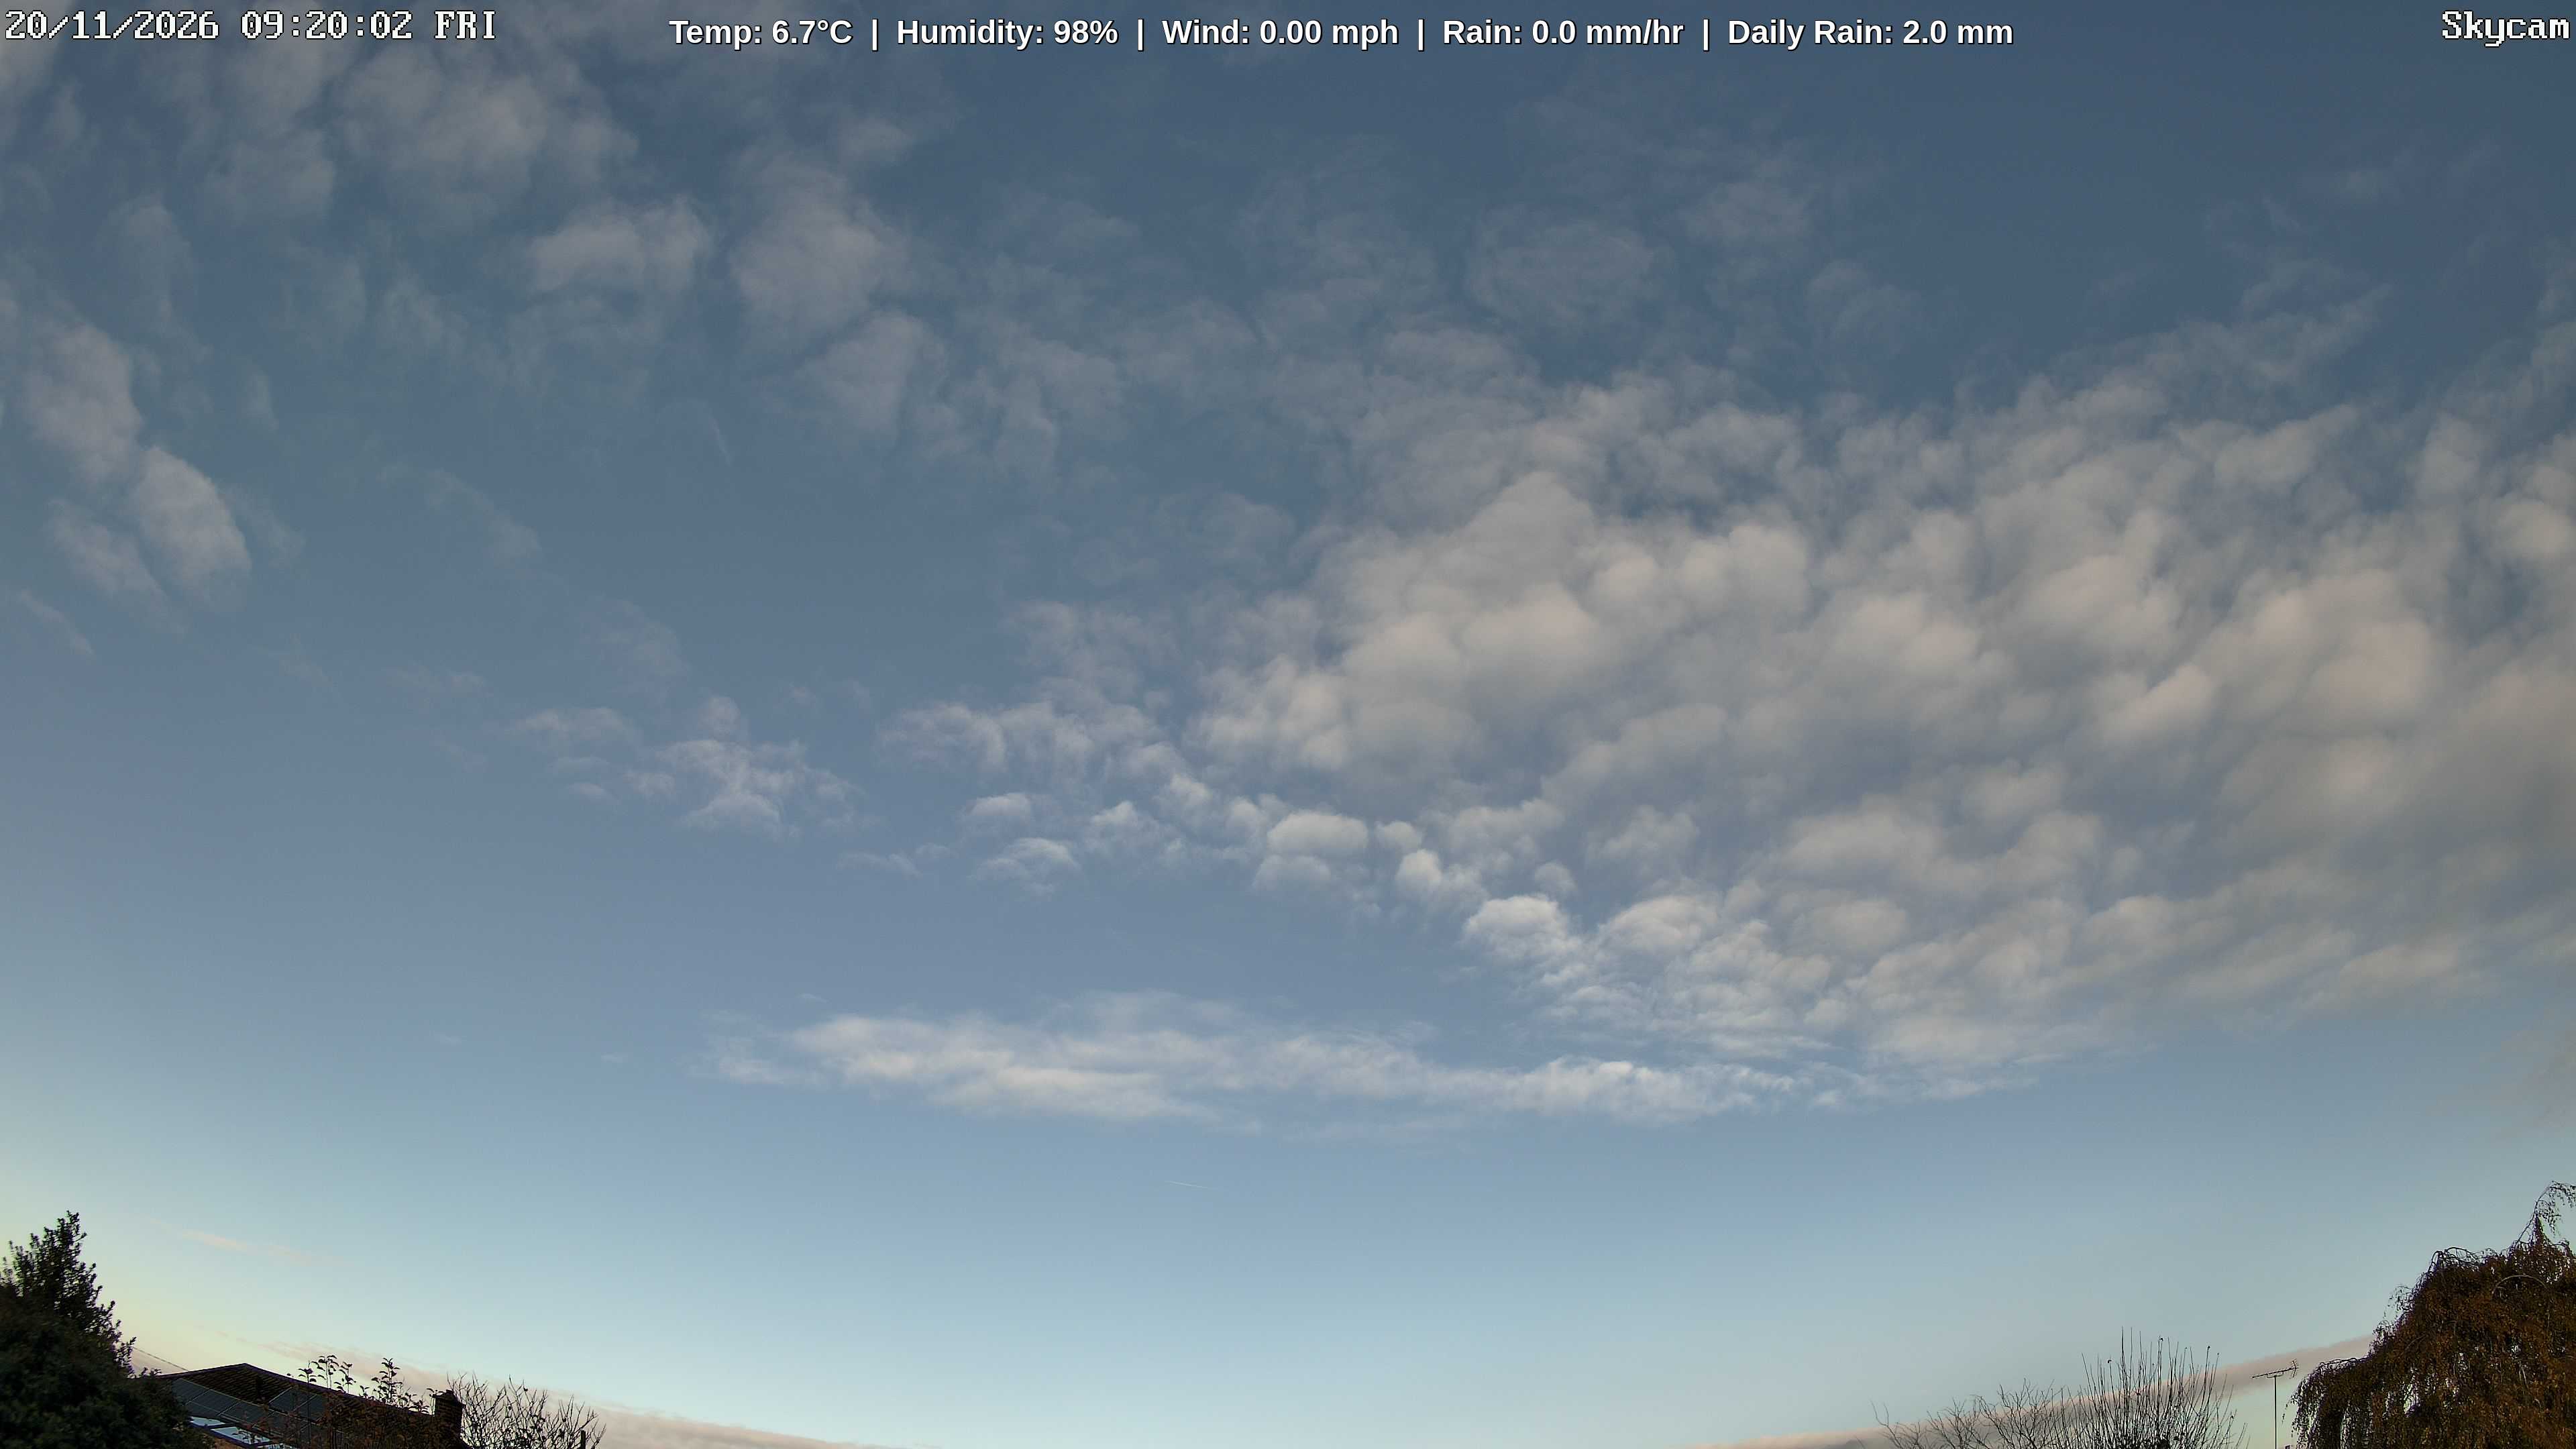 20/11/2026 09:20:02 FRI
Temp: 6.7°C | Humidity: 98% | Wind: 0.00 mph | Rain: 0.0 mm/hr | Daily Rain: 2.0 mm
Skycam